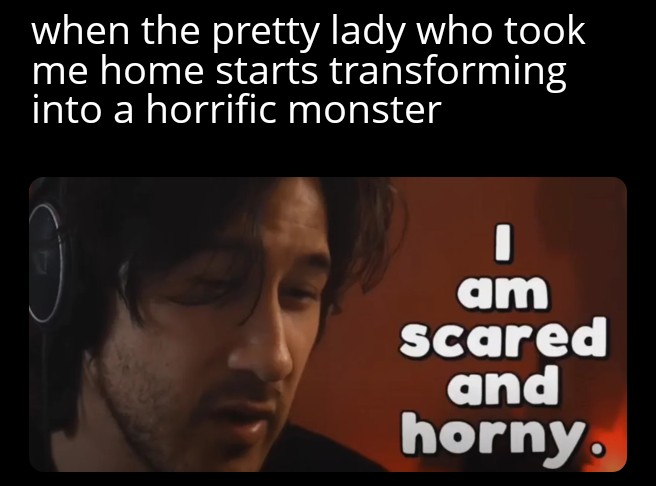 when the pretty lady who took
me home starts transforming
into a horrific monster
I
am
scared
and
horny.